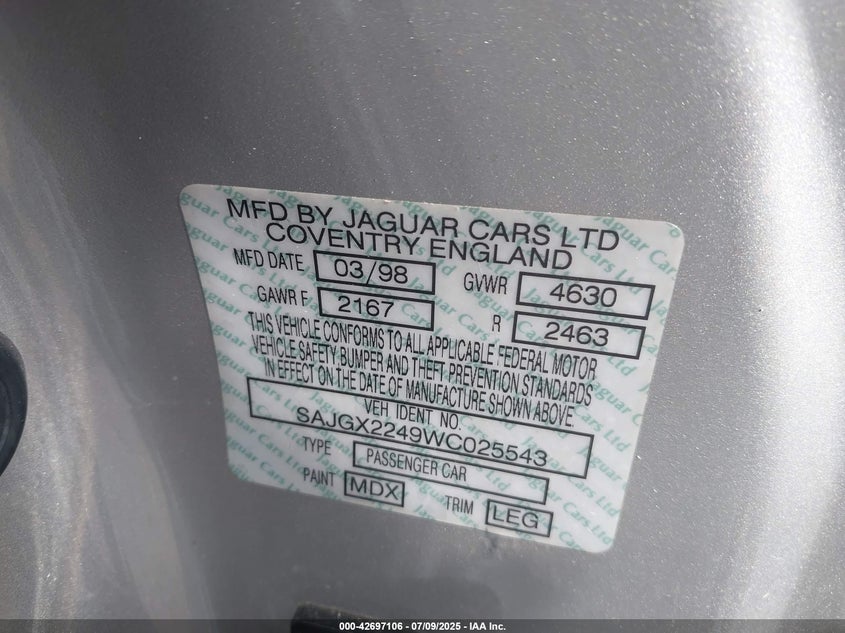 MFD BY JAGUAR CARS LTD
COVENTRY ENGLAND
MFD DATE 03/98 GVWR 4630
GAWR F 2167 R 2463
THIS VEHICLE CONFORMS TO ALL APPLICABLE FEDERAL MOTOR
VEHICLE SAFETY BUMPER AND THEFT PREVENTION STANDARDS
IN EFFECT ON THE DATE OF MANUFACTURE SHOWN ABOVE.
VEH IDENT NO.
SAJGX2249WC025543
TYPE PASSENGER CAR
PAINT MDX TRIM LEG
000-42697106 - 07/09/2025 - IAA Inc.